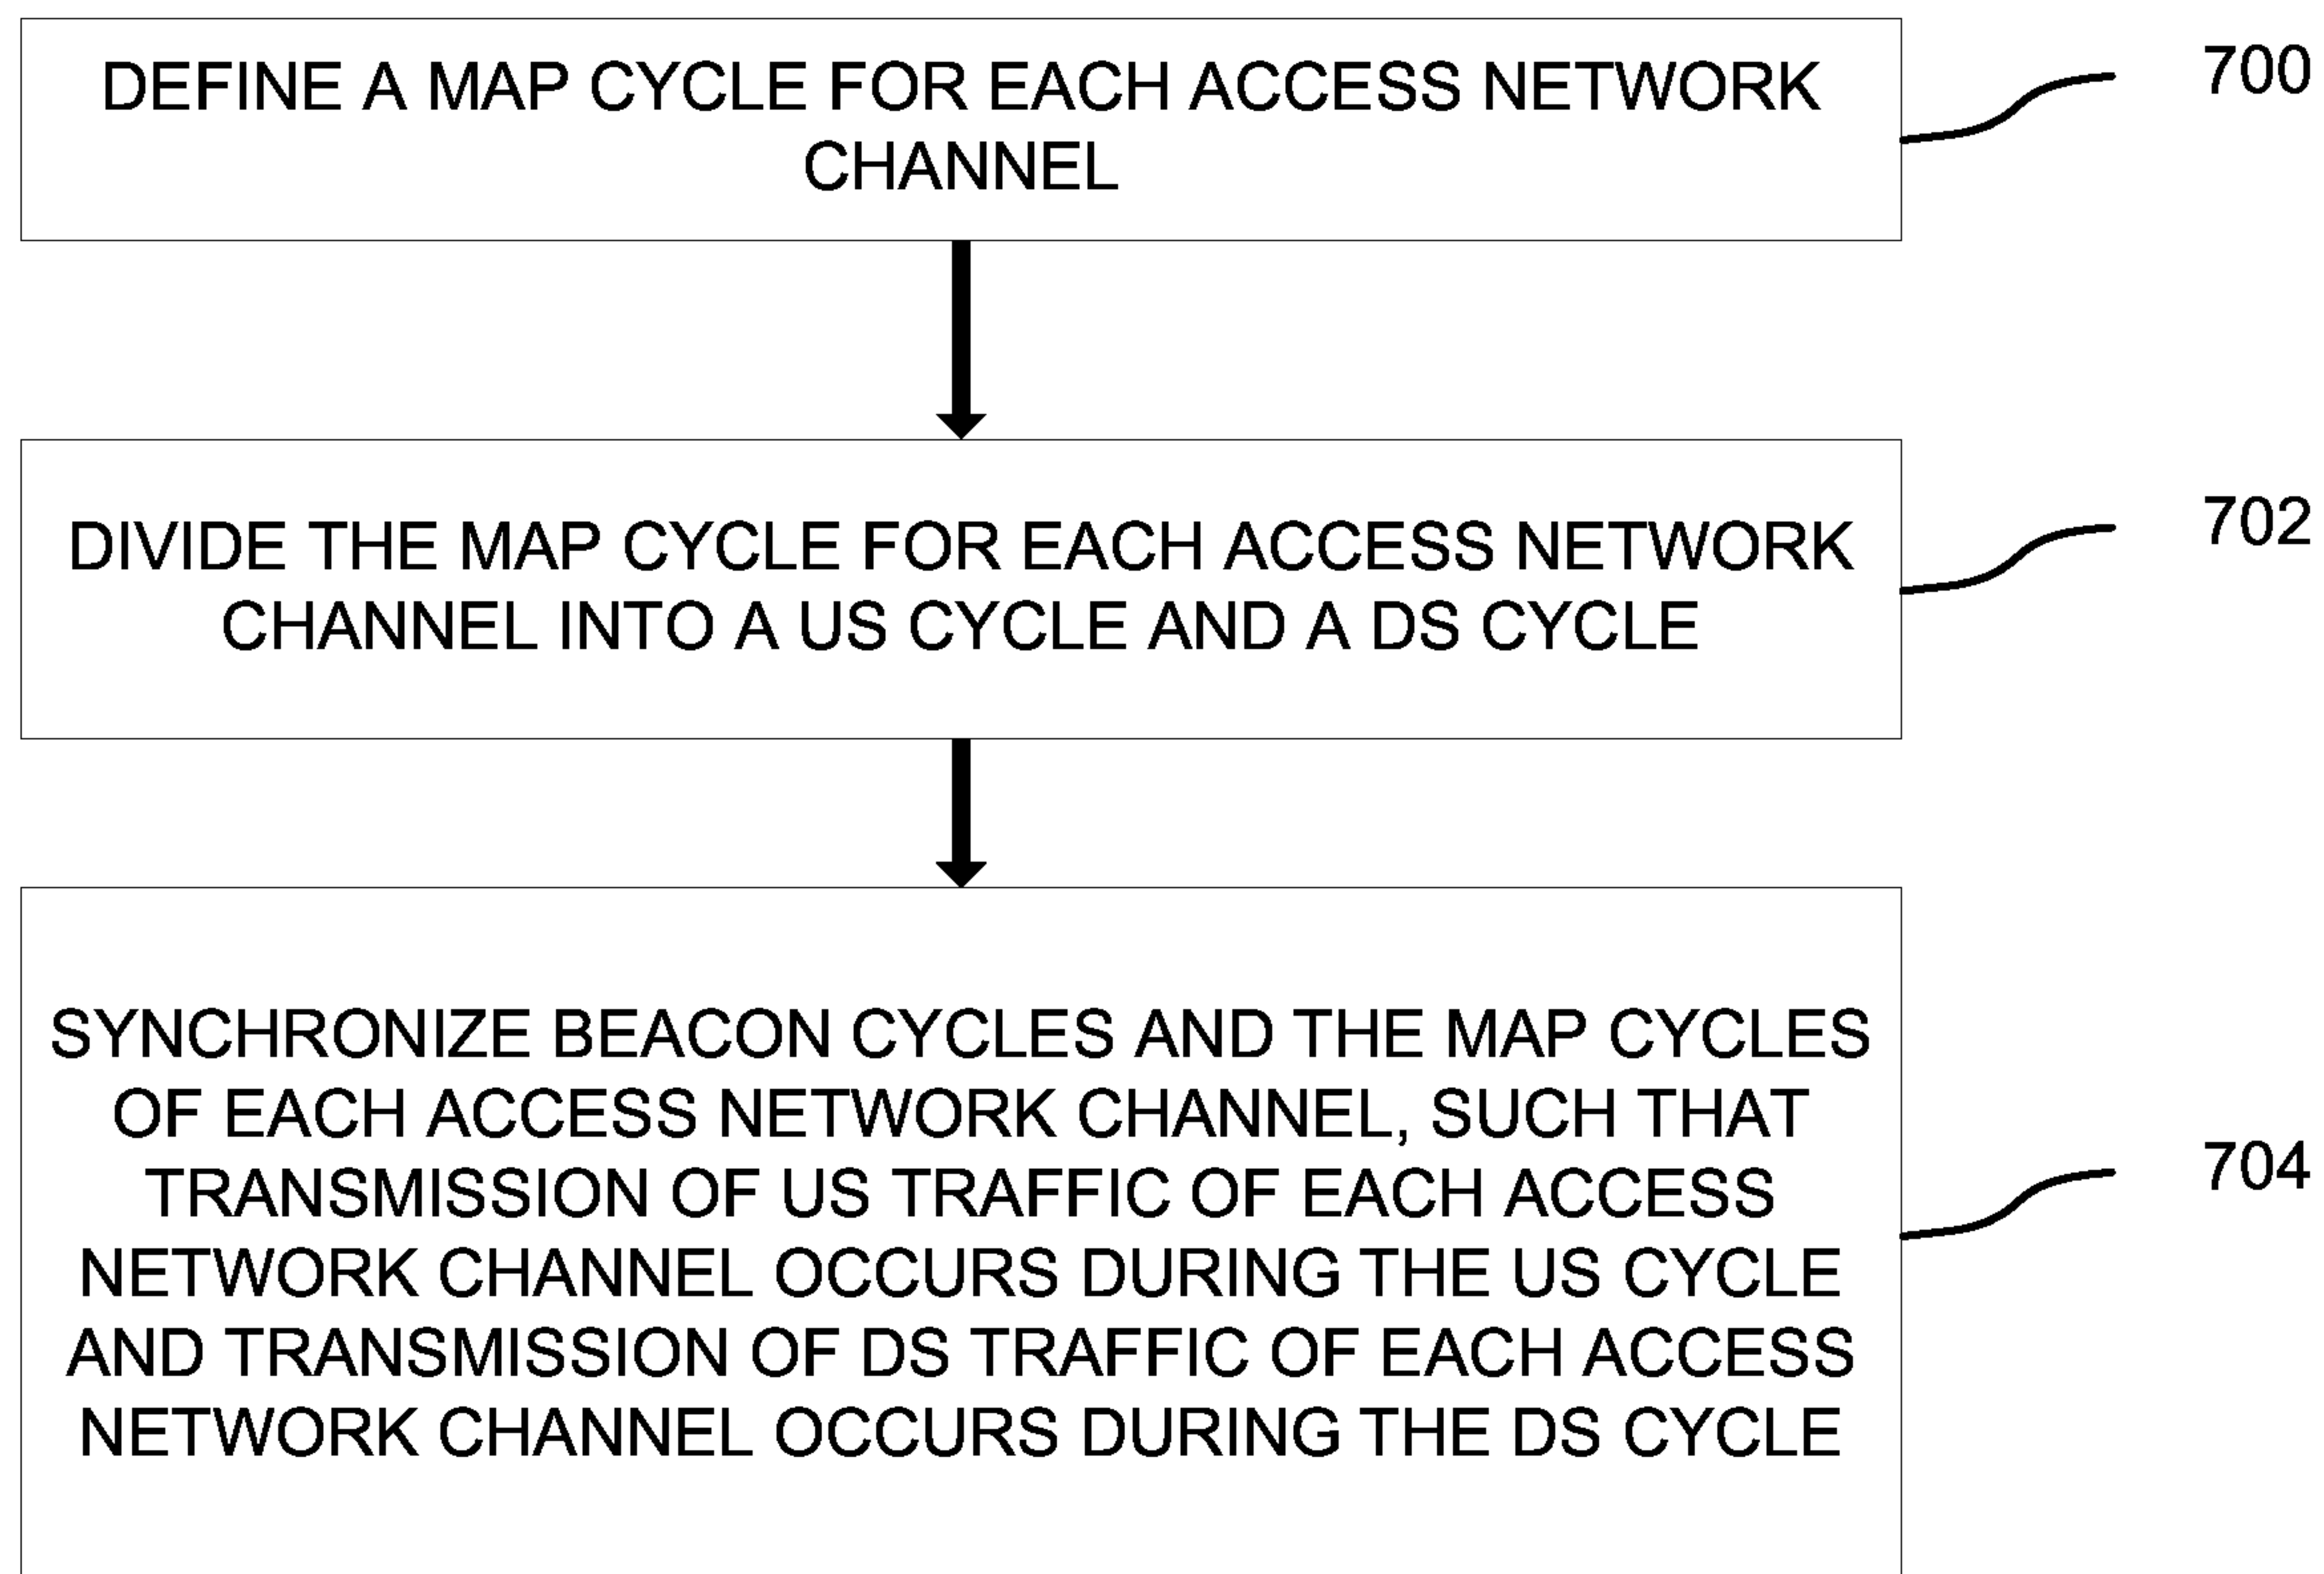 DEFINE A MAP CYCLE FOR EACH ACCESS NETWORK
CHANNEL
700
DIVIDE THE MAP CYCLE FOR EACH ACCESS NETWORK
CHANNEL INTO A US CYCLE AND A DS CYCLE
702
SYNCHRONIZE BEACON CYCLES AND THE MAP CYCLES
OF EACH ACCESS NETWORK CHANNEL, SUCH THAT
TRANSMISSION OF US TRAFFIC OF EACH ACCESS
NETWORK CHANNEL OCCURS DURING THE US CYCLE
AND TRANSMISSION OF DS TRAFFIC OF EACH ACCESS
NETWORK CHANNEL OCCURS DURING THE DS CYCLE
704